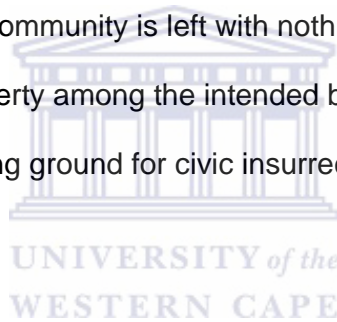 ommunity is left with noth
erty among the intended b
ng ground for civic insurrec
UNIVERSITY of the
WESTERN CAPE